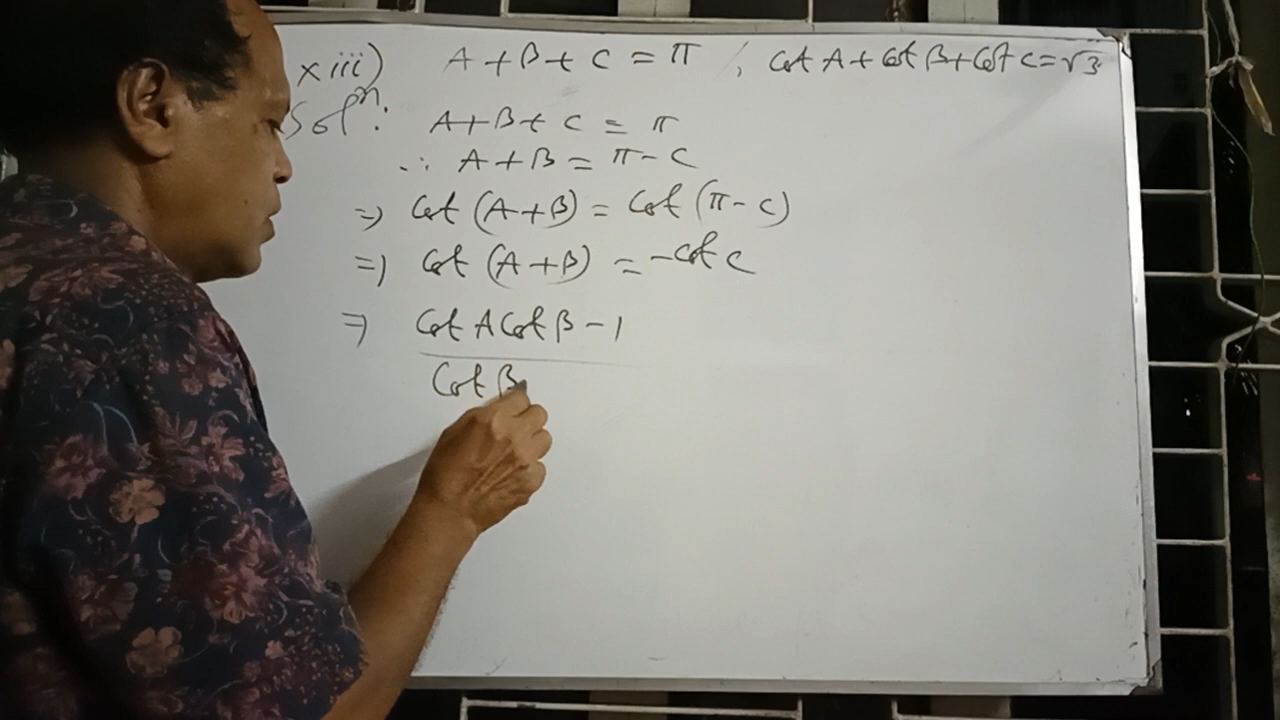 xiii) A+B+C=π, cot A+cot B+cot C=√3
Solⁿ: A+B+C=π
∴ A+B=π-C
⇒ Cot (A+B)=Cot (π-C)
⇒ Cot (A+B)=-Cot C
⇒ Cot A Cot B-1
Cot B